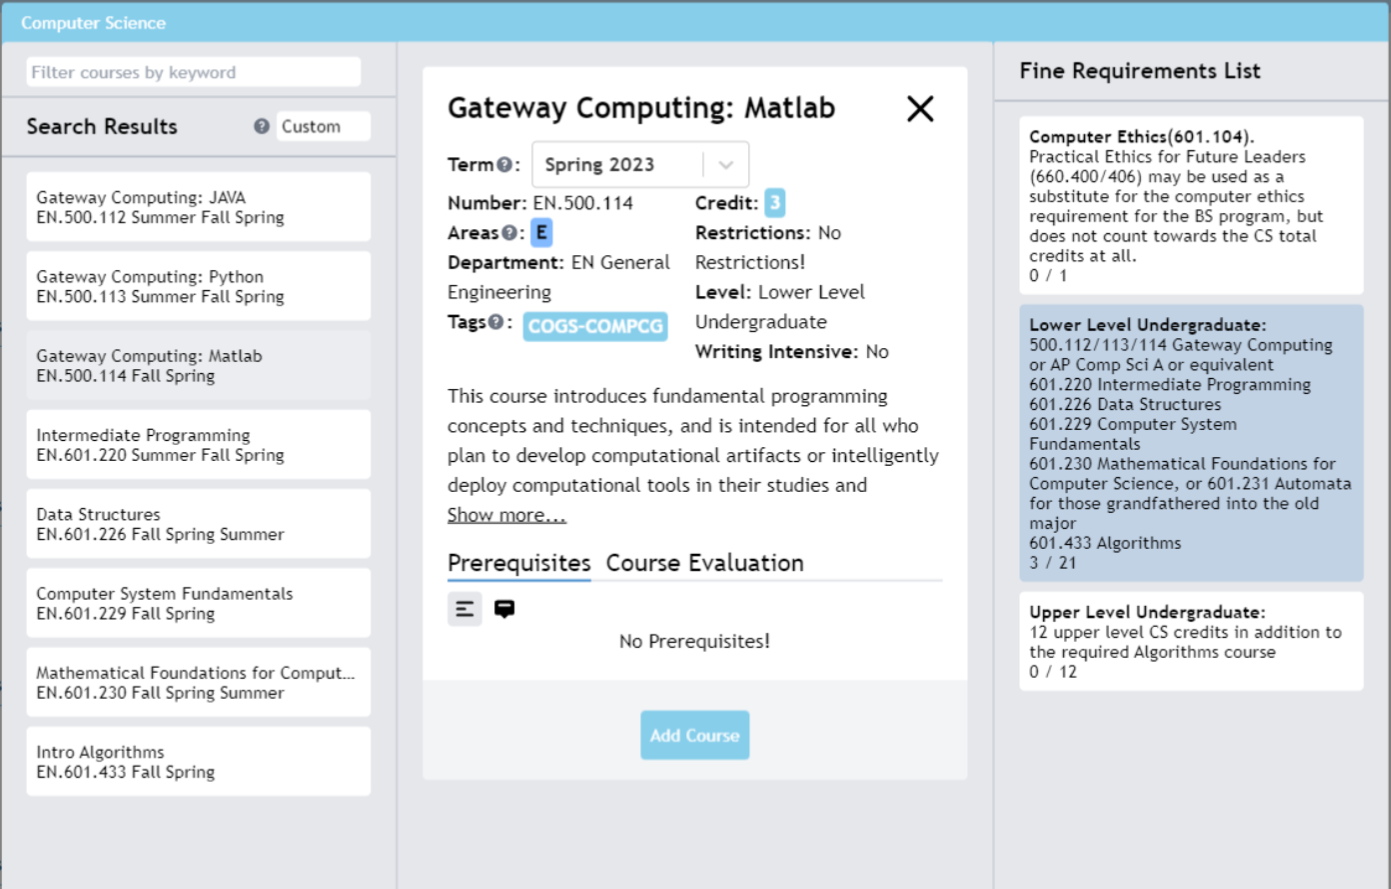 Computer Science
Filter courses by keyword
Search Results
Custom
Gateway Computing: JAVA
EN.500.112 Summer Fall Spring
Gateway Computing: Python
EN.500.113 Summer Fall Spring
Gateway Computing: Matlab
EN.500.114 Fall Spring
Intermediate Programming
EN.601.220 Summer Fall Spring
Data Structures
EN.601.226 Fall Spring Summer
Computer System Fundamentals
EN.601.229 Fall Spring
Mathematical Foundations for Comput...
EN.601.230 Fall Spring Summer
Intro Algorithms
EN.601.433 Fall Spring
Gateway Computing: Matlab
Term?: Spring 2023
Number: EN.500.114
Areas?: E
Department: EN General
Engineering
Tags?: COGS-COMPCG
Credit: 3
Restrictions: No
Restrictions!
Level: Lower Level
Undergraduate
Writing Intensive: No
This course introduces fundamental programming
concepts and techniques, and is intended for all who
plan to develop computational artifacts or intelligently
deploy computational tools in their studies and
Show more...
Prerequisites Course Evaluation
No Prerequisites!
Add Course
Fine Requirements List
Computer Ethics(601.104).
Practical Ethics for Future Leaders
(660.400/406) may be used as a
substitute for the computer ethics
requirement for the BS program, but
does not count towards the CS total
credits at all.
0 / 1
Lower Level Undergraduate:
500.112/113/114 Gateway Computing
or AP Comp Sci A or equivalent
601.220 Intermediate Programming
601.226 Data Structures
601.229 Computer System
Fundamentals
601.230 Mathematical Foundations for
Computer Science, or 601.231 Automata
for those grandfathered into the old
major
601.433 Algorithms
3 / 21
Upper Level Undergraduate:
12 upper level CS credits in addition to
the required Algorithms course
0 / 12